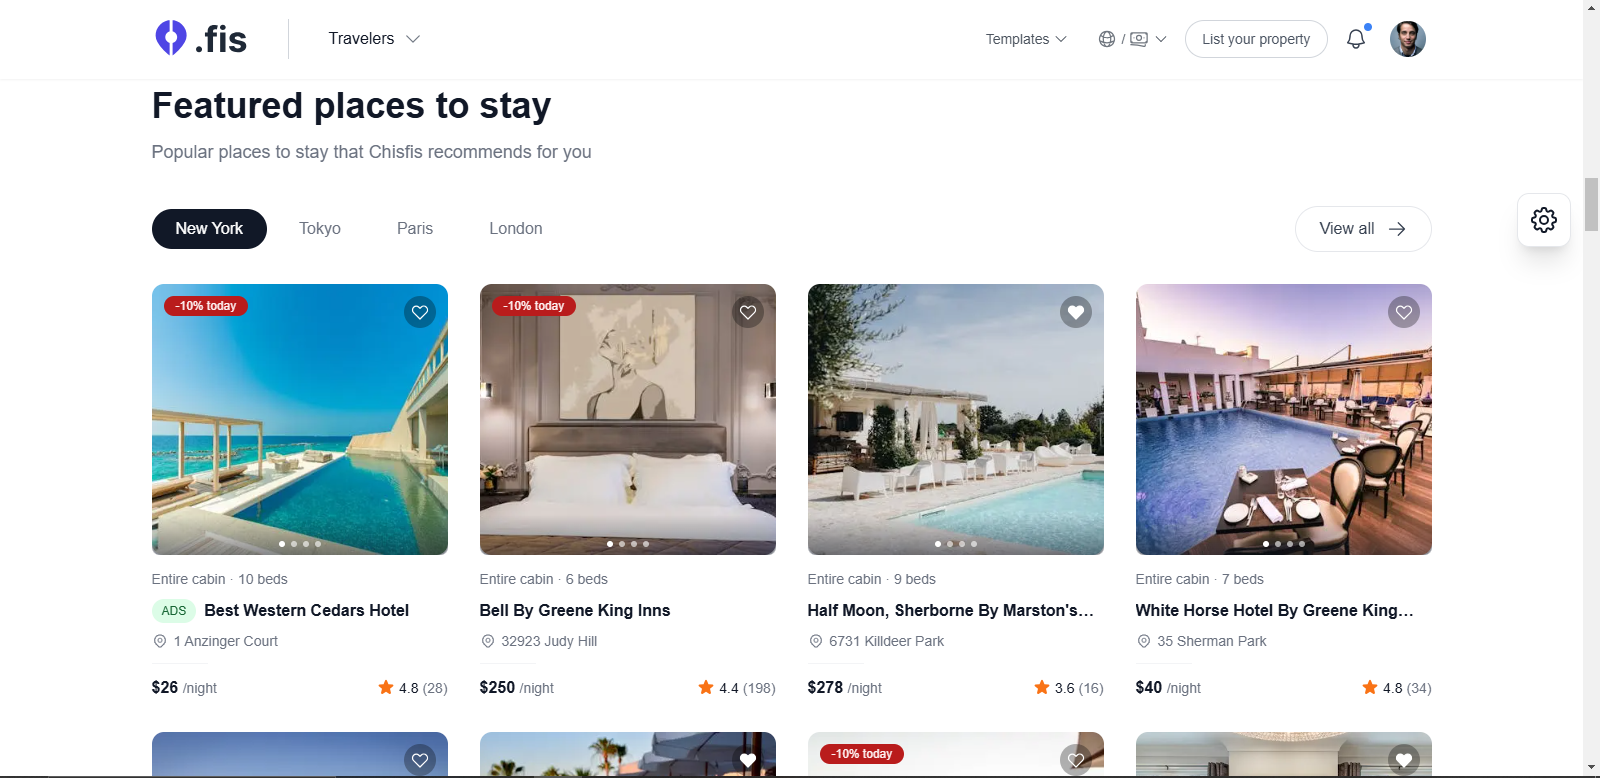 .fis
Travelers
Templates
/
List your property
Featured places to stay
Popular places to stay that Chisfis recommends for you
New York
Tokyo
Paris
London
View all
-10% today
-10% today
Entire cabin · 10 beds
ADS Best Western Cedars Hotel
1 Anzinger Court
$26 /night
4.8 (28)
Entire cabin · 6 beds
Bell By Greene King Inns
32923 Judy Hill
$250 /night
4.4 (198)
Entire cabin · 9 beds
Half Moon, Sherborne By Marston's...
6731 Killdeer Park
$278 /night
3.6 (16)
Entire cabin · 7 beds
White Horse Hotel By Greene King...
35 Sherman Park
$40 /night
4.8 (34)
-10% today